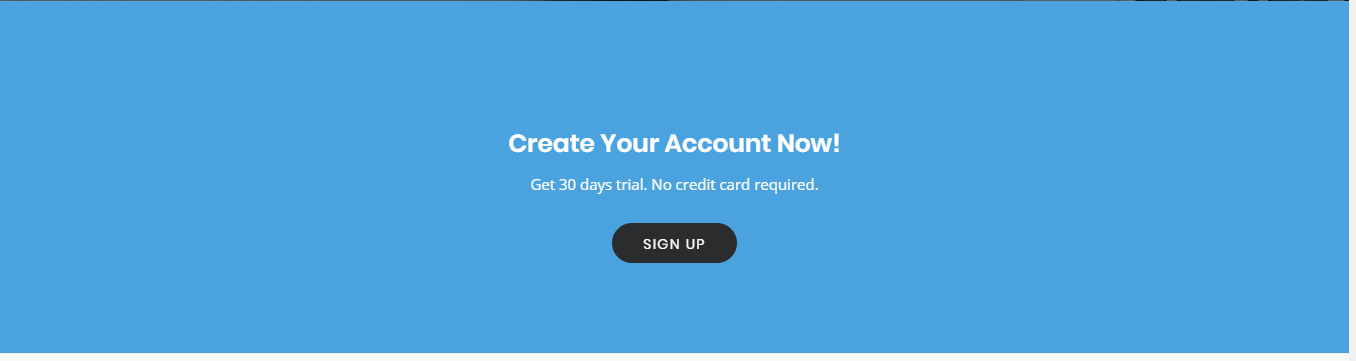 Create Your Account Now!
Get 30 days trial. No credit card required.
SIGN UP